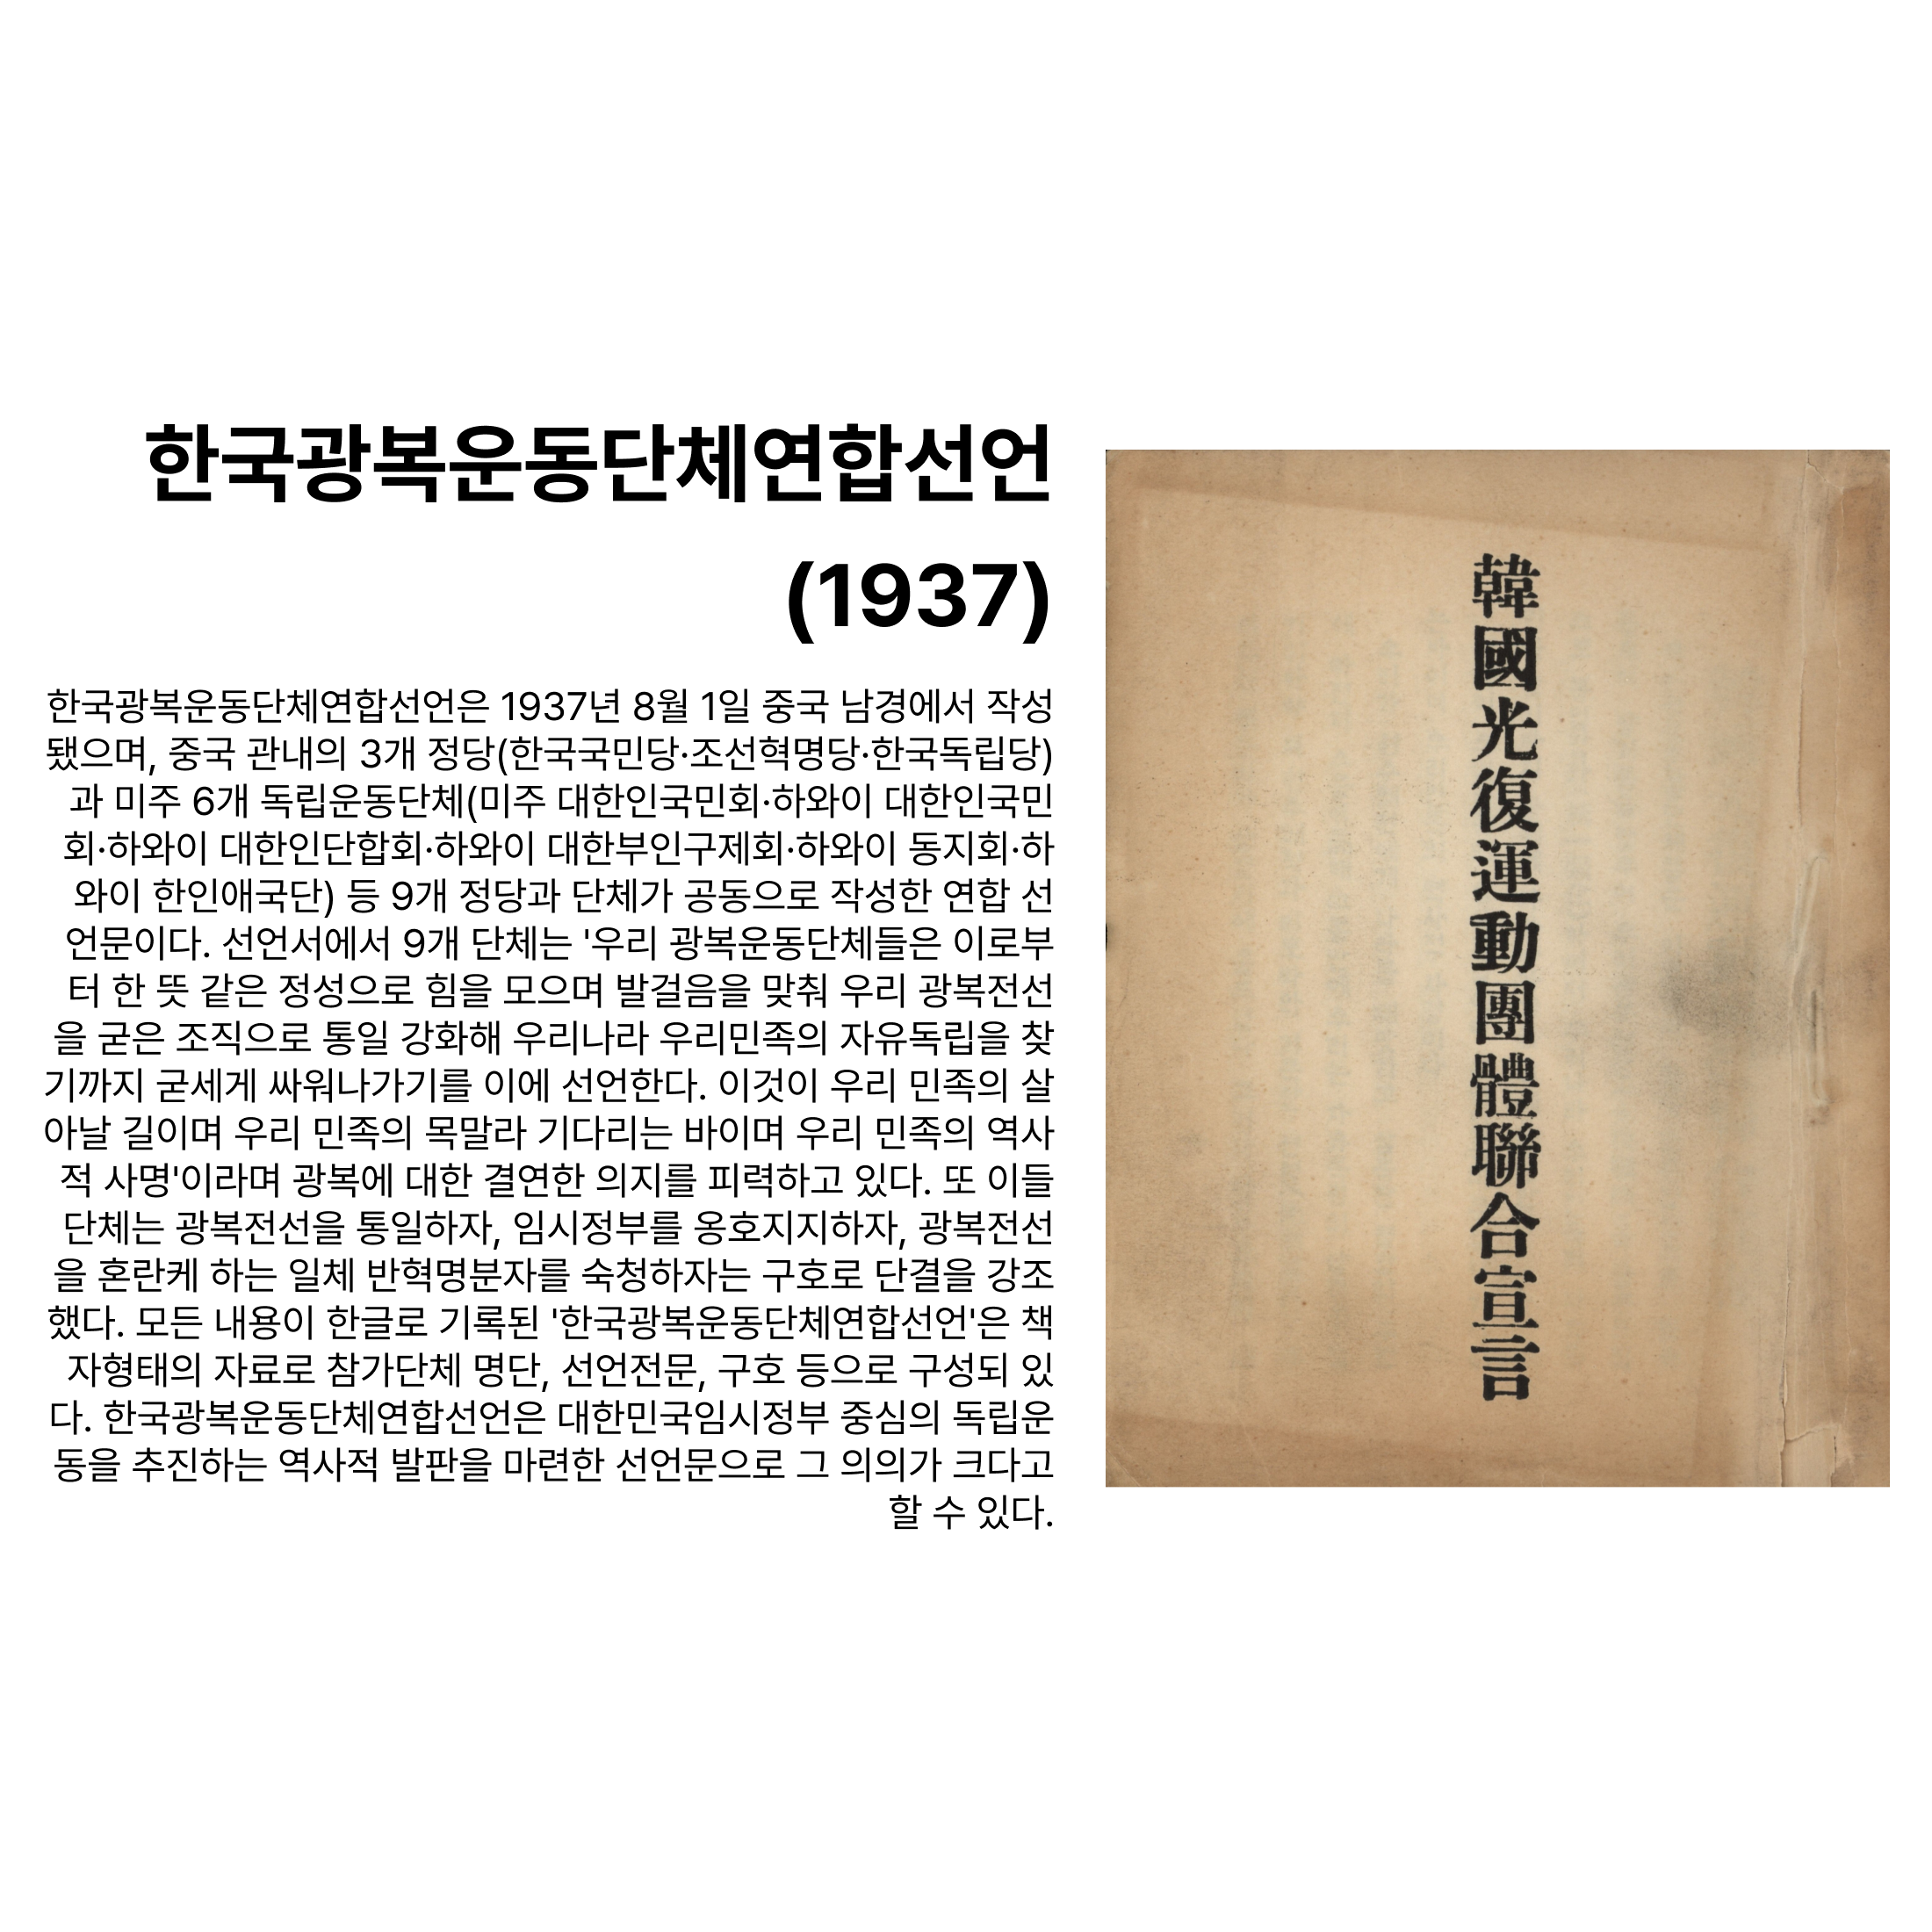 한국광복운동단체연합선언
(1937)
한국광복운동단체연합선언은 1937년 8월 1일 중국 남경에서 작성
됐으며, 중국 관내의 3개 정당(한국국민당·조선혁명당·한국독립당)
과 미주 6개 독립운동단체(미주 대한인국민회·하와이 대한인국민
회·하와이 대한인단합회·하와이 대한부인구제회·하와이 동지회·하
와이 한인애국단) 등 9개 정당과 단체가 공동으로 작성한 연합 선
언문이다. 선언서에서 9개 단체는 '우리 광복운동단체들은 이로부
터 한 뜻 같은 정성으로 힘을 모으며 발걸음을 맞춰 우리 광복전선
을 굳은 조직으로 통일 강화해 우리나라 우리민족의 자유독립을 찾
기까지 굳세게 싸워나가기를 이에 선언한다. 이것이 우리 민족의 살
아날 길이며 우리 민족의 목말라 기다리는 바이며 우리 민족의 역사
적 사명'이라며 광복에 대한 결연한 의지를 피력하고 있다. 또 이들
단체는 광복전선을 통일하자, 임시정부를 옹호지지하자, 광복전선
을 혼란케 하는 일체 반혁명분자를 숙청하자는 구호로 단결을 강조
했다. 모든 내용이 한글로 기록된 '한국광복운동단체연합선언'은 책
자형태의 자료로 참가단체 명단, 선언전문, 구호 등으로 구성되 있
다. 한국광복운동단체연합선언은 대한민국임시정부 중심의 독립운
동을 추진하는 역사적 발판을 마련한 선언문으로 그 의의가 크다고
할 수 있다.
韓國光復運動團體聯合宣言